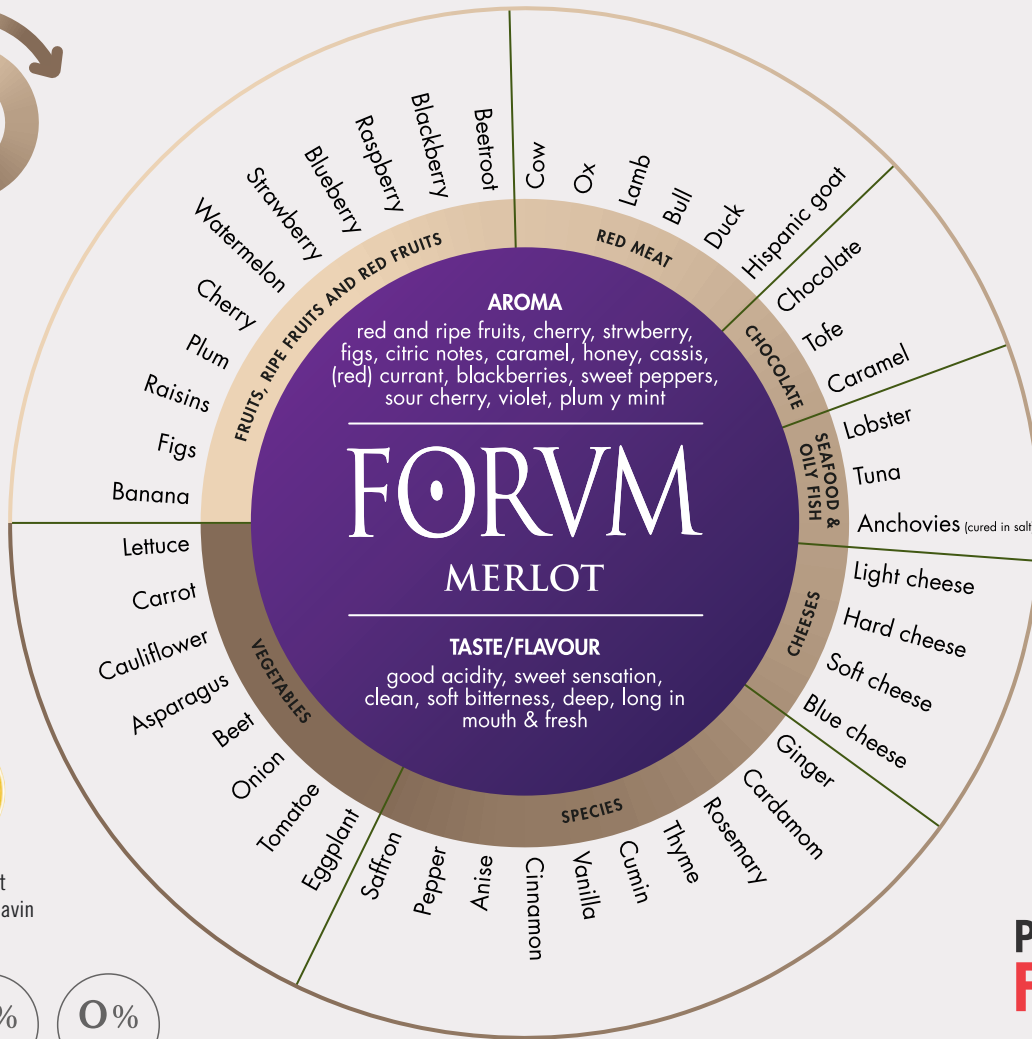 AROMA
red and ripe fruits, cherry, strwberry,
figs, citric notes, caramel, honey, cassis,
(red) currant, blackberries, sweet peppers,
sour cherry, violet, plum y mint
FORVM
MERLOT
TASTE/FLAVOUR
good acidity, sweet sensation,
clean, soft bitterness, deep, long in
mouth & fresh
RED MEAT
Cow
Ox
Lamb
Bull
Duck
Hispanic goat
CHOCOLATE
Chocolate
Tofe
Caramel
SEAFOOD &
OILY FISH
Lobster
Tuna
Anchovies (cured in salt
CHEESES
Light cheese
Hard cheese
Soft cheese
Blue cheese
SPECIES
Ginger
Cardamom
Rosemary
Thyme
Cumin
Vanilla
Cinnamon
Anise
Pepper
Saffron
VEGETABLES
Eggplant
Tomatoe
Onion
Beet
Asparagus
Cauliflower
Carrot
Lettuce
FRUITS, RIPE FRUITS AND RED FRUITS
Banana
Figs
Raisins
Plum
Cherry
Watermelon
Strawberry
Blueberry
Raspberry
Blackberry
Beetroot
t
avin
%
0%
P
F